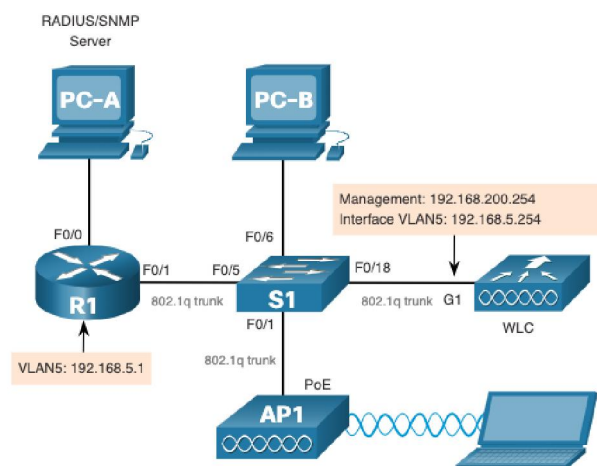 RADIUS/SNMP
Server
PC-A
PC-B
Management: 192.168.200.254
Interface VLAN5: 192.168.5.254
F0/0
F0/6
F0/1
F0/5
F0/18
802.1q trunk
802.1q trunk
G1
R1
S1
WLC
F0/1
VLAN5: 192.168.5.1
802.1q trunk
PoE
AP1